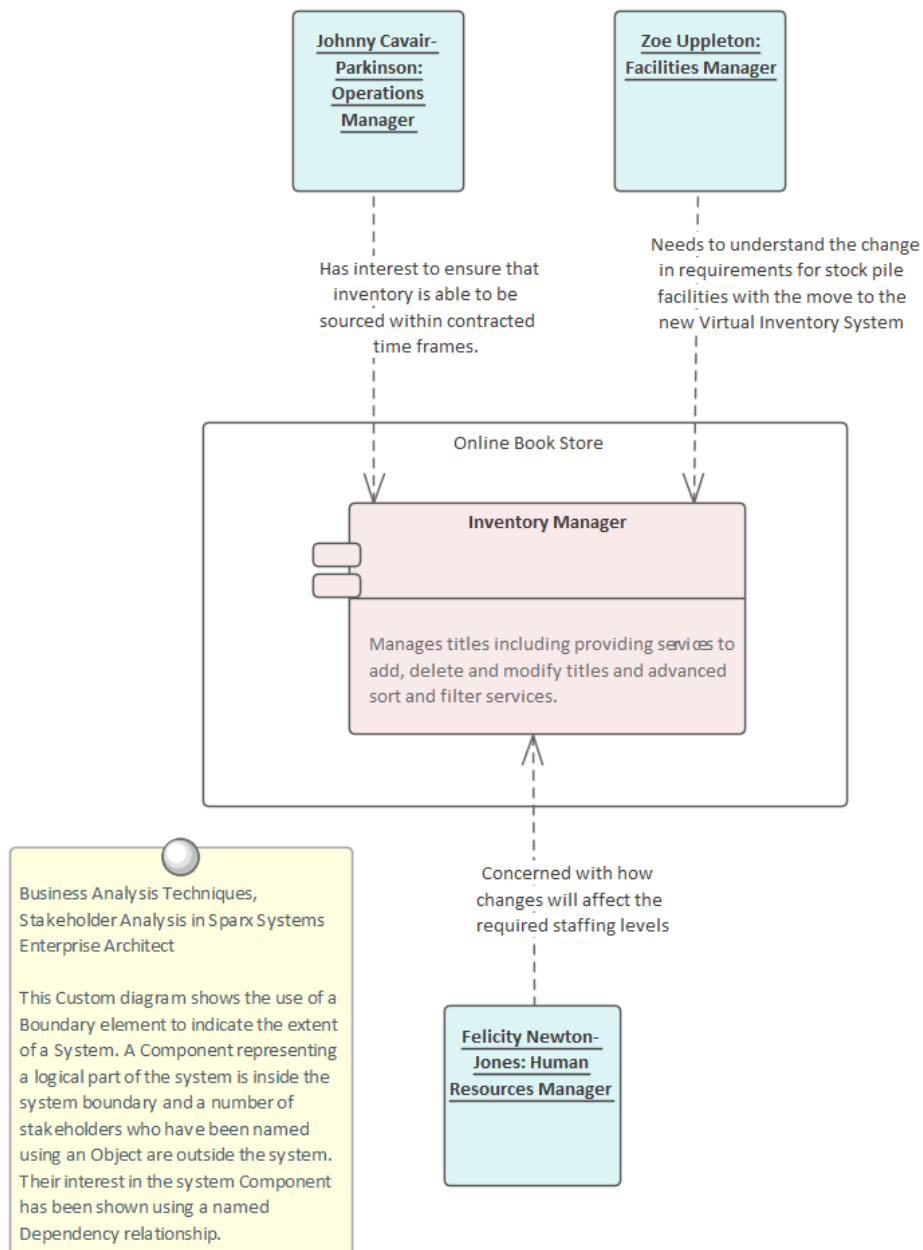 Johnny Cavair-
Parkinson:
Operations
Manager
Zoe Uppleton:
Facilities Manager
Has interest to ensure that
inventory is able to be
sourced within contracted
time frames.
Needs to understand the change
in requirements for stock pile
facilities with the move to the
new Virtual Inventory System
Online Book Store
Inventory Manager
Manages titles including providing services to
add, delete and modify titles and advanced
sort and filter services.
Concerned with how
changes will affect the
required staffing levels
Felicity Newton-
Jones: Human
Resources Manager
Business Analysis Techniques,
Stakeholder Analysis in Sparx Systems
Enterprise Architect
This Custom diagram shows the use of a
Boundary element to indicate the extent
of a System. A Component representing
a logical part of the system is inside the
system boundary and a number of
stakeholders who have been named
using an Object are outside the system.
Their interest in the system Component
has been shown using a named
Dependency relationship.